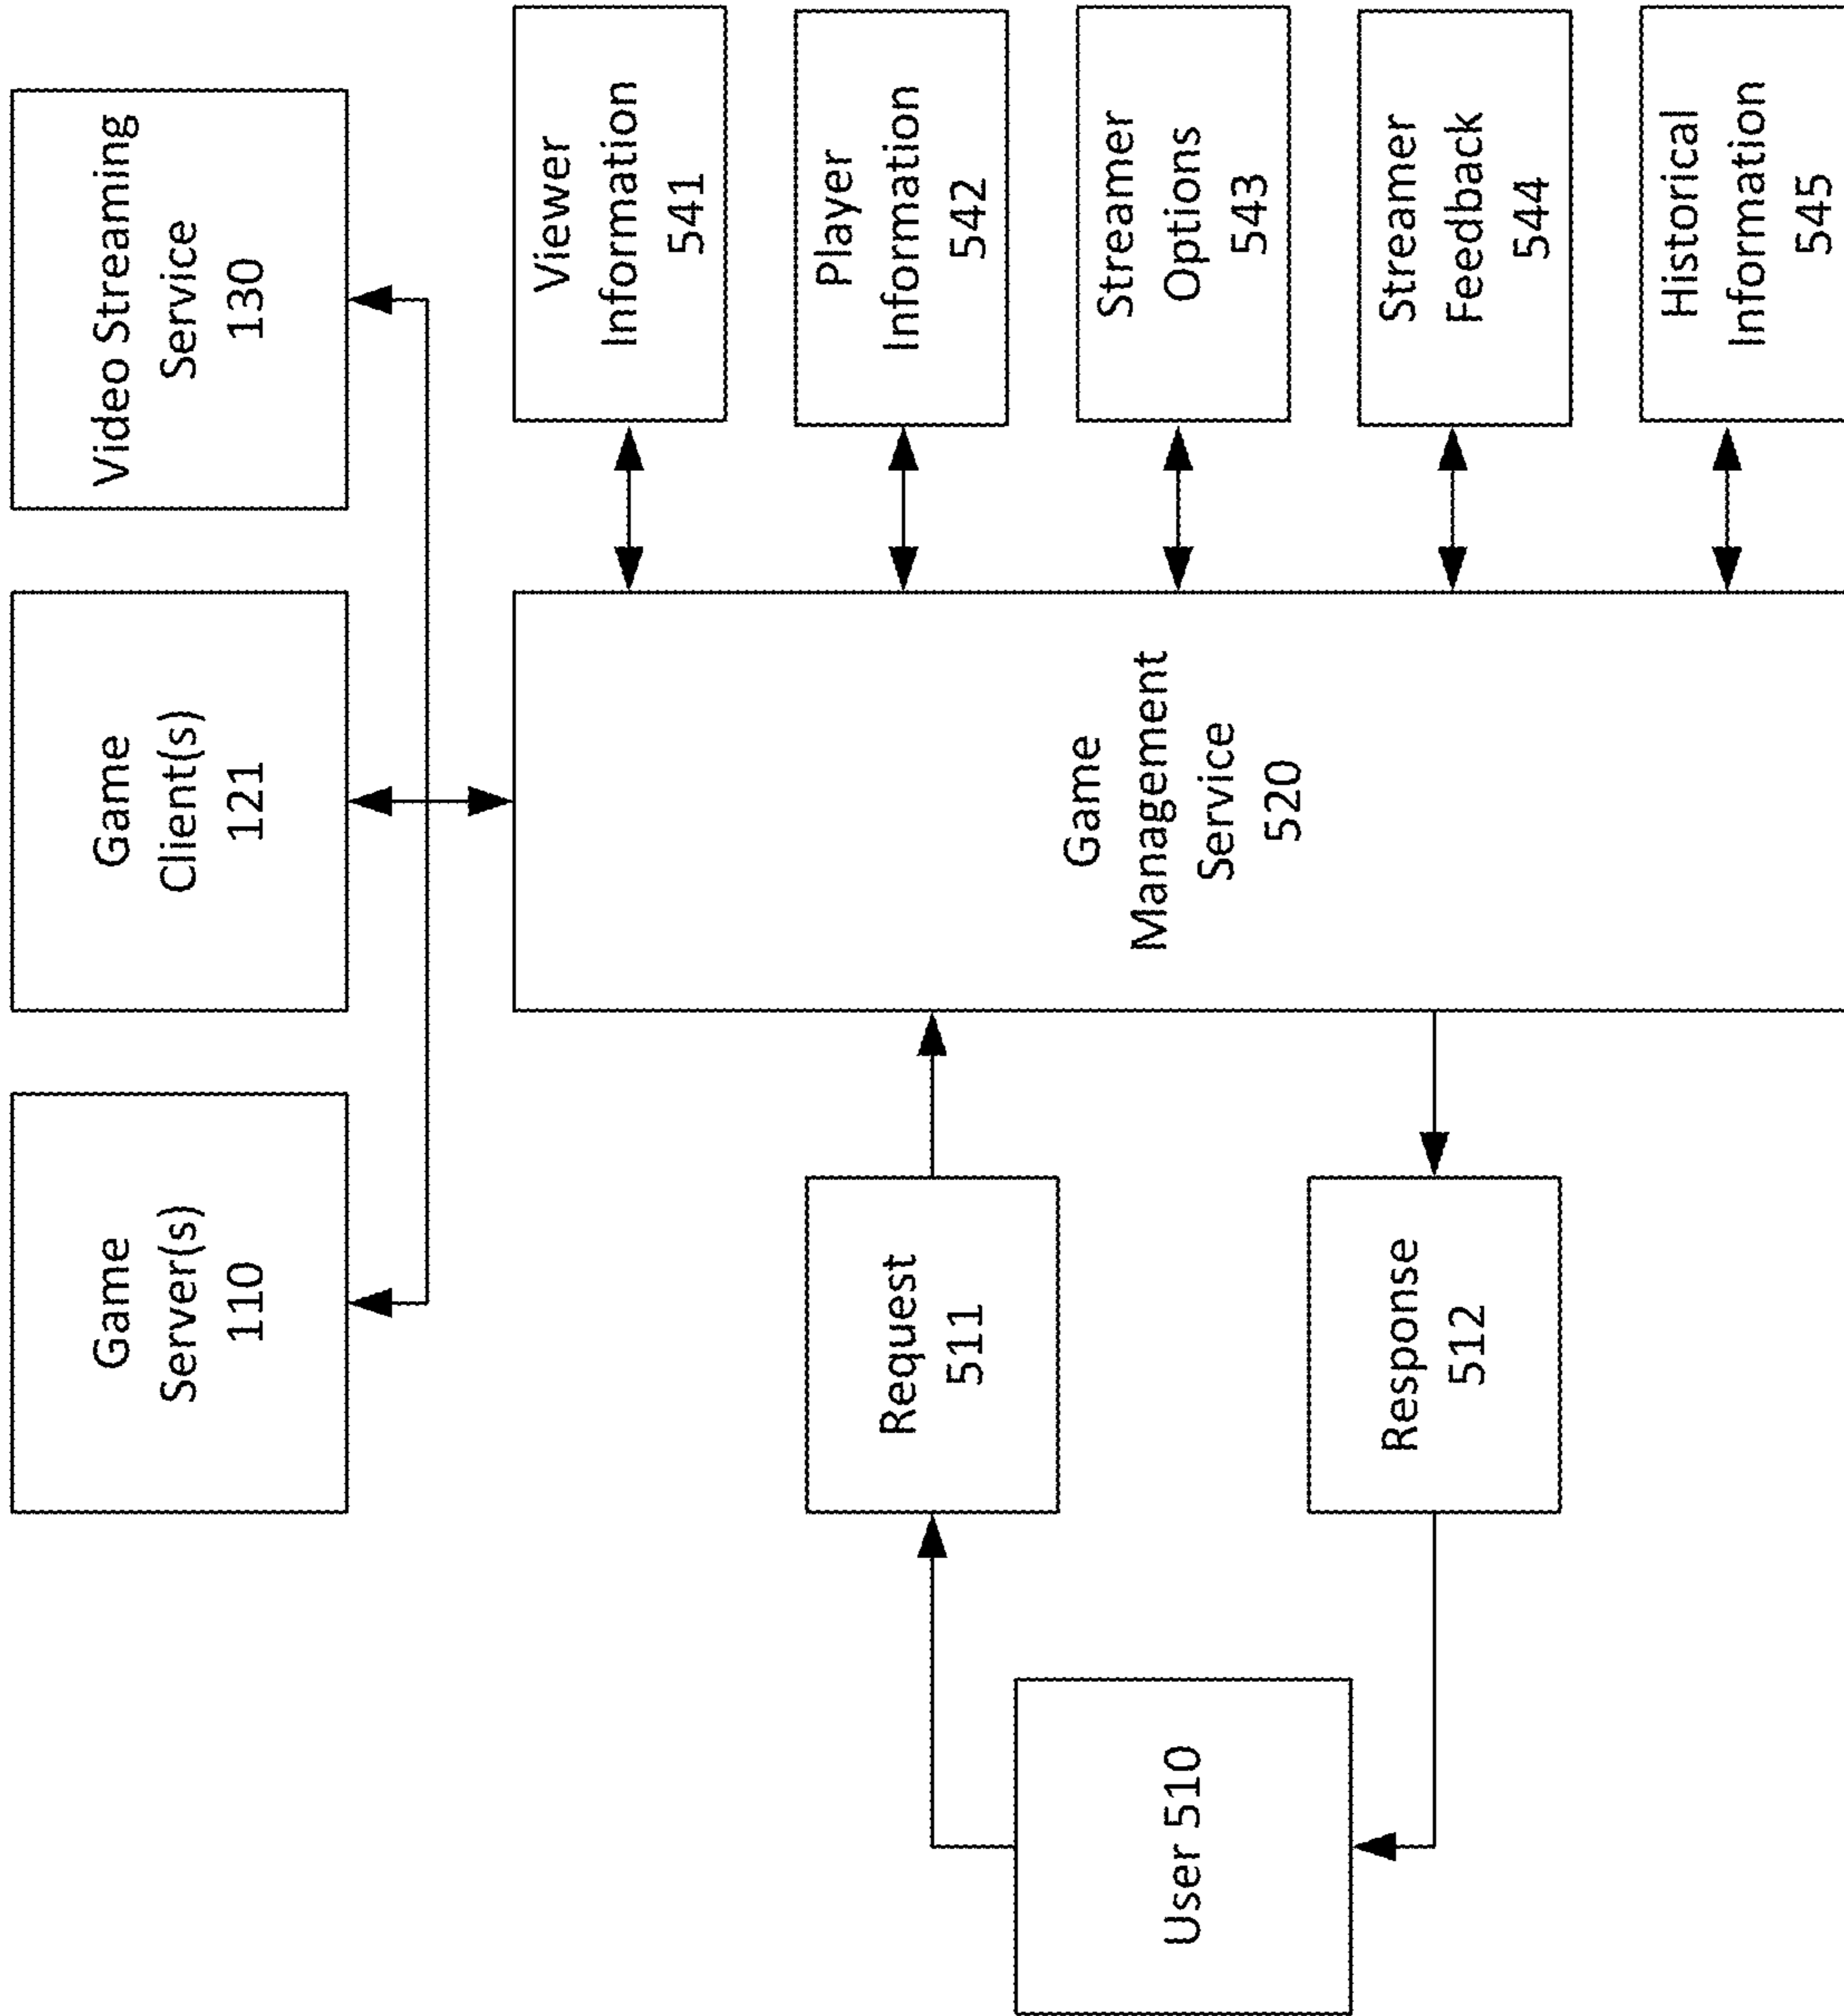 Game
Server(s)
110
Game
Client(s)
121
Video Streaming
Service
130
User 510
Request
511
Response
512
Game
Management
Service
520
Viewer
Information
541
Player
Information
542
Streamer
Options
543
Streamer
Feedback
544
Historical
Information
545